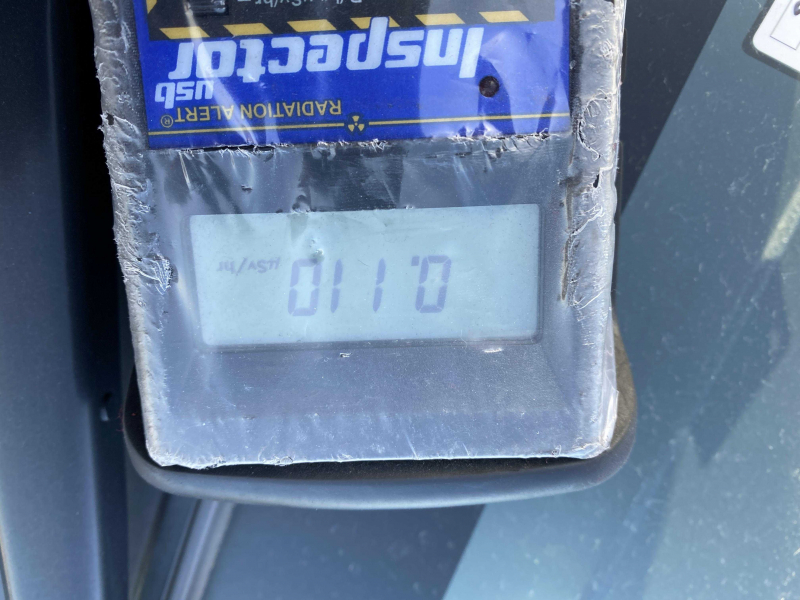 0.110 µSv/hr
RADIATION ALERT®
usb
Inspector